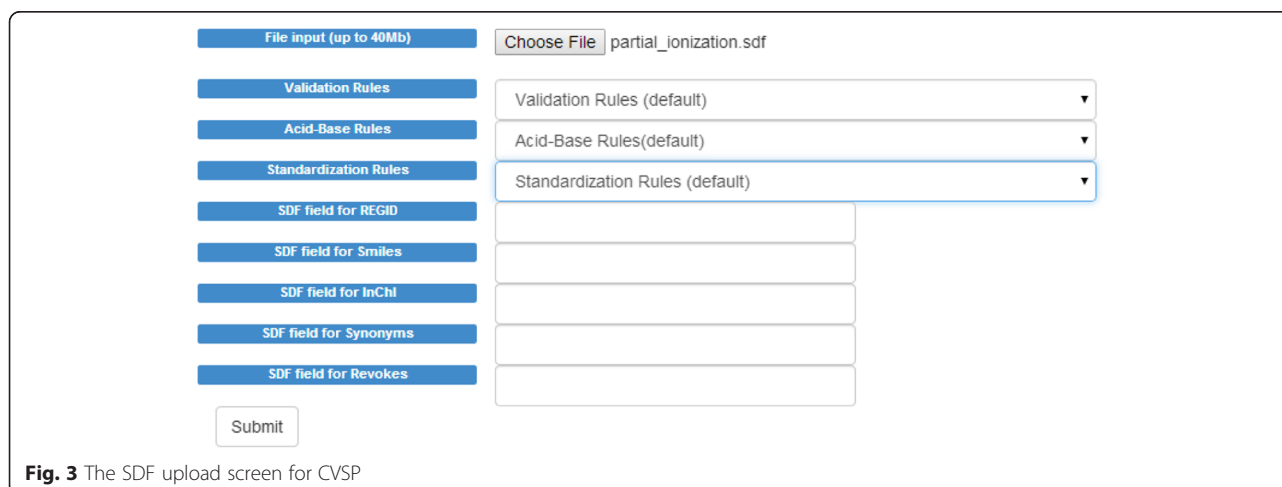 File input (up to 40Mb)
Choose File partial_ionization.sdf
Validation Rules
Validation Rules (default)
Acid-Base Rules
Acid-Base Rules(default)
Standardization Rules
Standardization Rules (default)
SDF field for REGID
SDF field for Smiles
SDF field for InChI
SDF field for Synonyms
SDF field for Revokes
Submit
Fig. 3 The SDF upload screen for CVSP